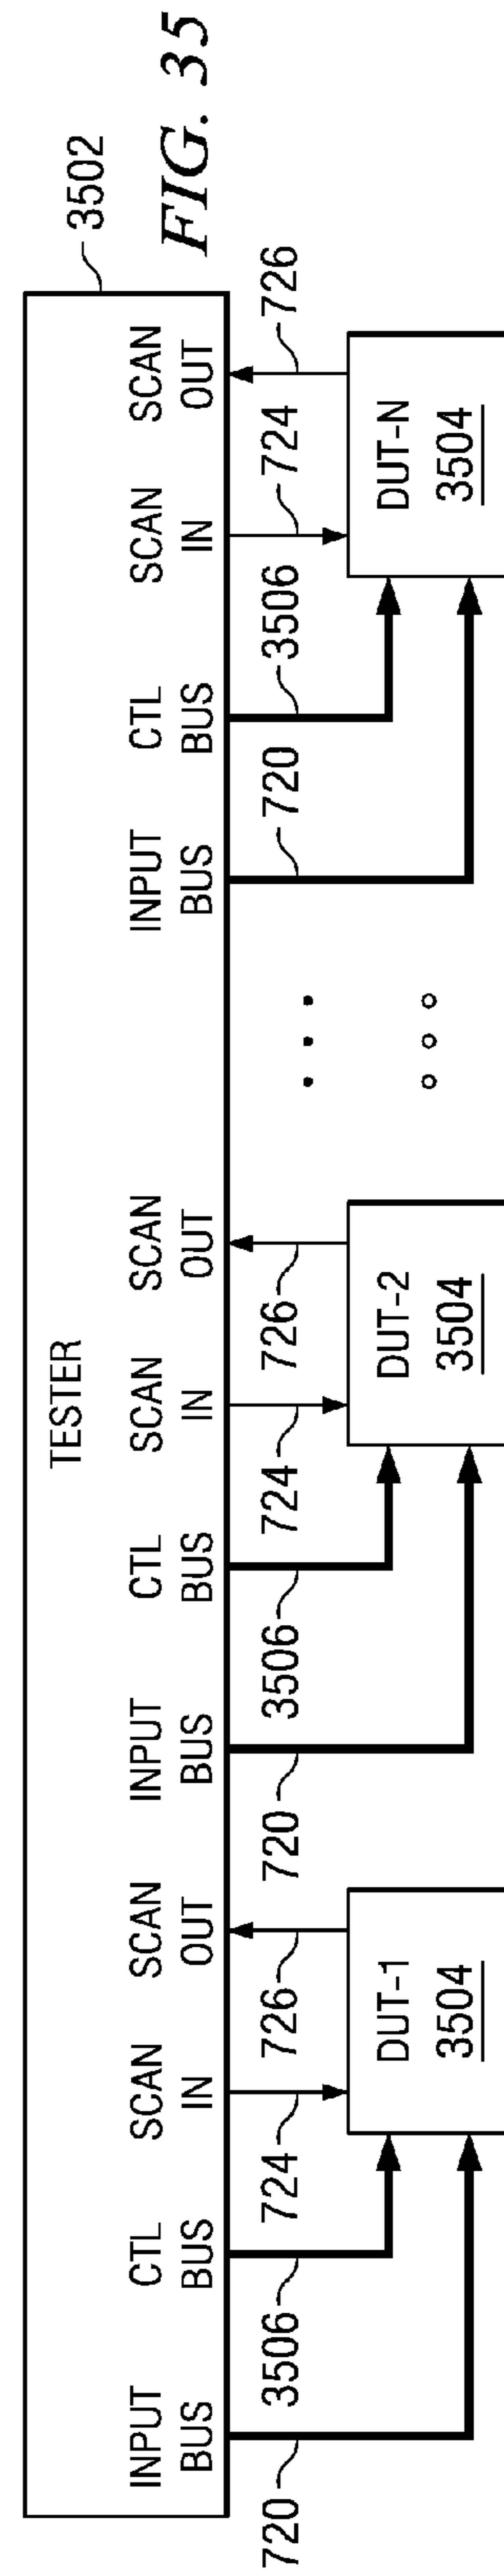 FIG. 35
3502
TESTER
INPUT BUS
CTL BUS
SCAN IN
SCAN OUT
INPUT BUS
CTL BUS
SCAN IN
SCAN OUT
INPUT BUS
CTL BUS
SCAN IN
SCAN OUT
720
3506
724
726
720
3506
724
726
720
3506
724
726
DUT-1
3504
DUT-2
3504
DUT-N
3504